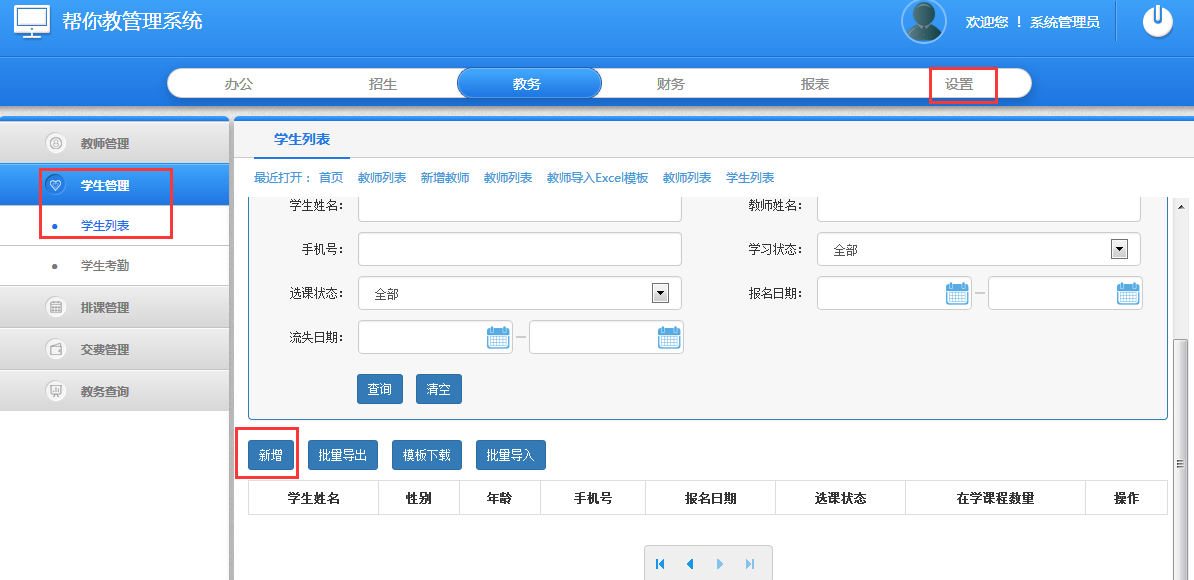 帮你教管理系统
欢迎您 ！ 系统管理员
办公 招生 教务 财务 报表 设置
教师管理
学生管理
学生列表
学生考勤
排课管理
交费管理
教务查询
学生列表
最近打开： 首页 教师列表 新增教师 教师列表 教师导入Excel模板 教师列表 学生列表
学生姓名： 教师姓名：
手机号： 学习状态： 全部
选课状态： 全部 报名日期：
流失日期：
查询 清空
新增 批量导出 模板下载 批量导入
学生姓名 性别 年龄 手机号 报名日期 选课状态 在学课程数量 操作